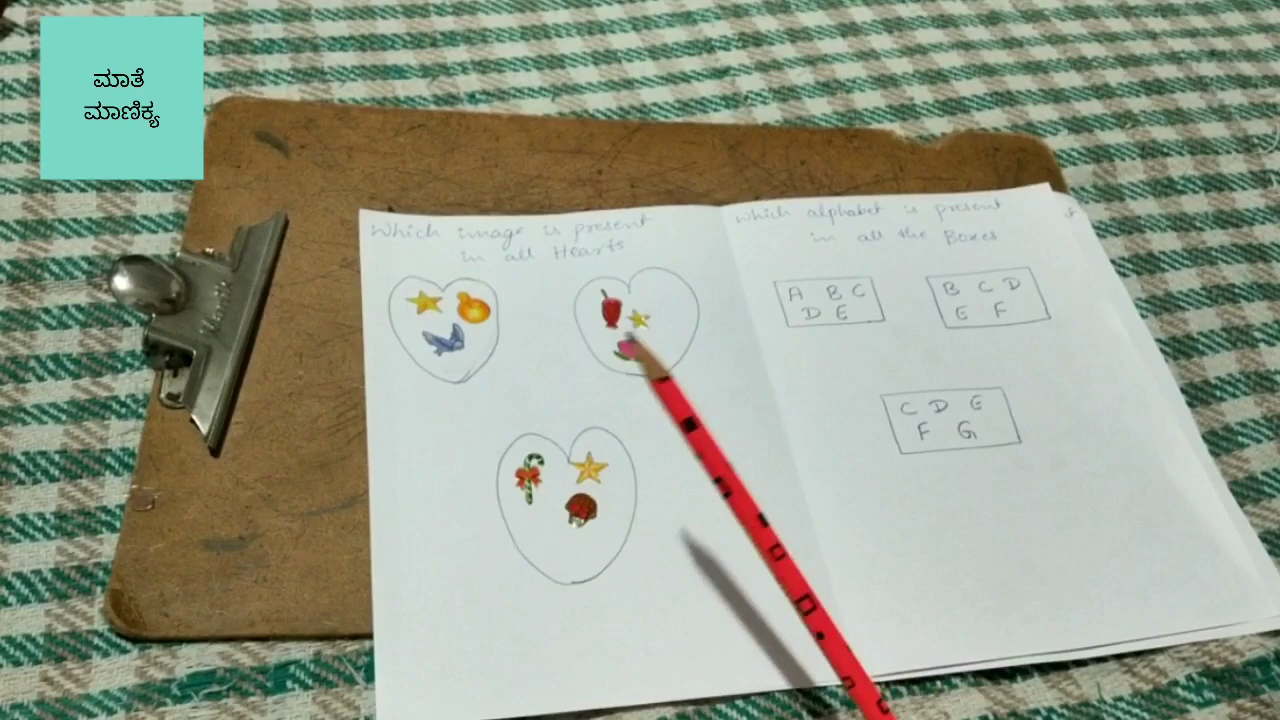 ಮಾತೆ
ಮಾಣಿಕ್ಯ
Which image is present
in all Hearts
Which alphabet is present
in all the Boxes
A B C
D E
B C D
E F
C D E
F G